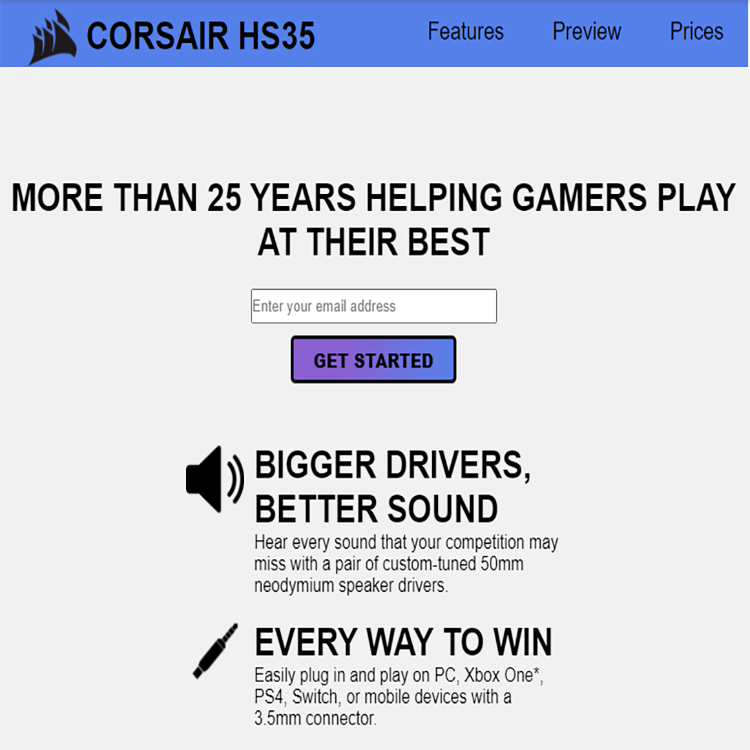 CORSAIR HS35
Features
Preview
Prices
MORE THAN 25 YEARS HELPING GAMERS PLAY
AT THEIR BEST
Enter your email address
GET STARTED
BIGGER DRIVERS,
BETTER SOUND
Hear every sound that your competition may
miss with a pair of custom-tuned 50mm
neodymium speaker drivers.
EVERY WAY TO WIN
Easily plug in and play on PC, Xbox One*,
PS4, Switch, or mobile devices with a
3.5mm connector.